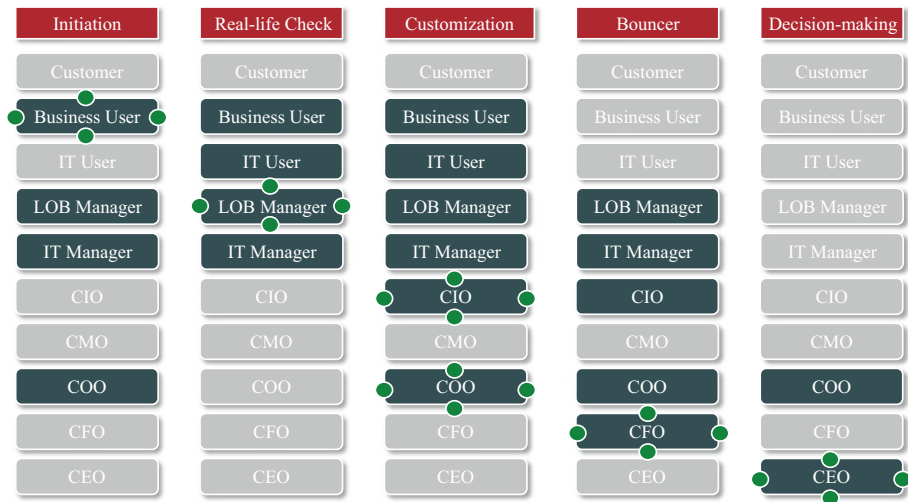 Initiation
Real-life Check
Customization
Bouncer
Decision-making
Customer
Customer
Customer
Customer
Customer
Business User
Business User
Business User
Business User
Business User
IT User
IT User
IT User
IT User
IT User
LOB Manager
LOB Manager
LOB Manager
LOB Manager
LOB Manager
IT Manager
IT Manager
IT Manager
IT Manager
IT Manager
CIO
CIO
CIO
CIO
CIO
CMO
CMO
CMO
CMO
CMO
COO
COO
COO
COO
COO
CFO
CFO
CFO
CFO
CFO
CEO
CEO
CEO
CEO
CEO